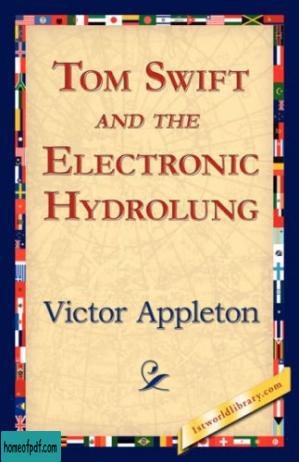 TOM SWIFT
AND THE
ELECTRONIC
HYDROLUNG
Victor Appleton
1stworldlibrary.com
homeofpdf.com